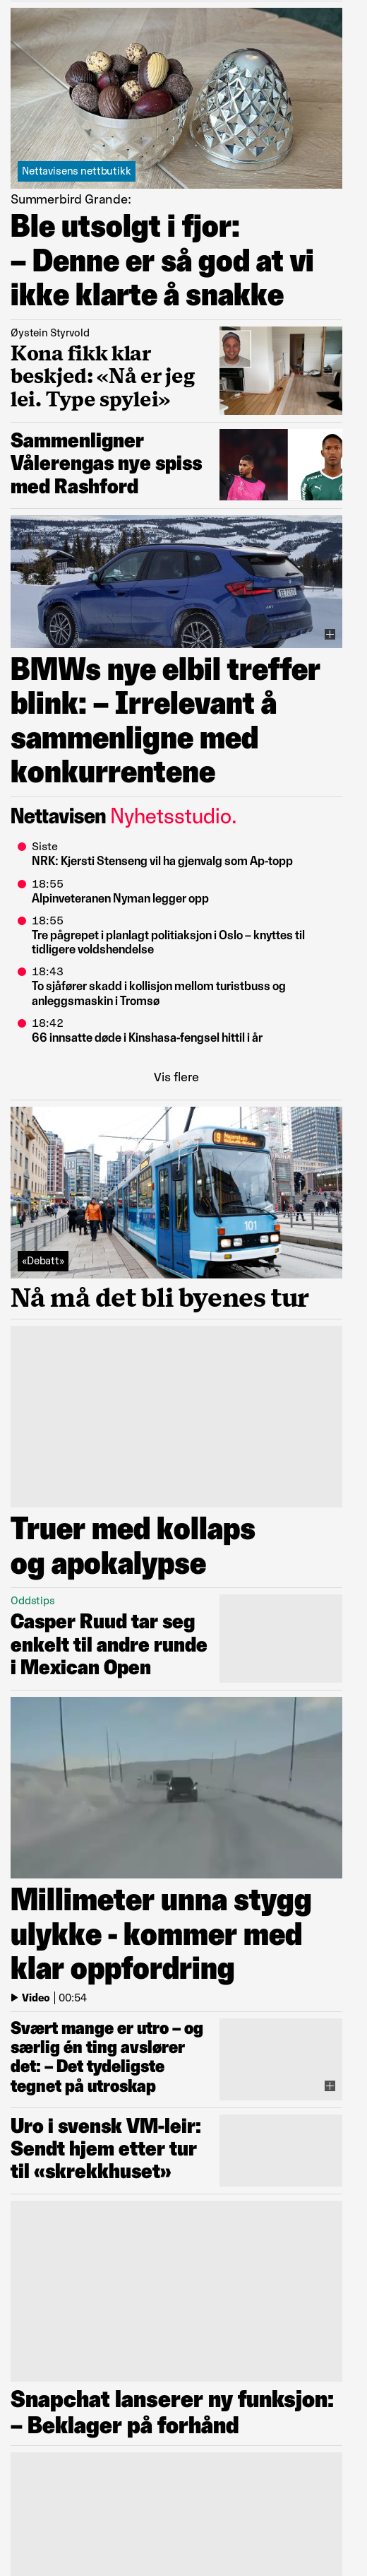 Nettavisens nettbutikk
Summerbird Grande:
Ble utsolgt i fjor:
– Denne er så god at vi
ikke klarte å snakke
Øystein Styrvold
Kona fikk klar
beskjed: «Nå er jeg
lei. Type spylei»
Sammenligner
Vålerengas nye spiss
med Rashford
BMWs nye elbil treffer
blink: – Irrelevant å
sammenligne med
konkurrentene
Nettavisen Nyhetsstudio.
Siste
NRK: Kjersti Stenseng vil ha gjenvalg som Ap-topp
18:55
Alpinveteranen Nyman legger opp
18:55
Tre pågrepet i planlagt politiaksjon i Oslo – knyttes til
tidligere voldshendelse
18:43
To sjåfører skadd i kollisjon mellom turistbuss og
anleggsmaskin i Tromsø
18:42
66 innsatte døde i Kinshasa-fengsel hittil i år
Vis flere
101
«Debatt»
Nå må det bli byenes tur
Truer med kollaps
og apokalypse
Oddstips
Casper Ruud tar seg
enkelt til andre runde
i Mexican Open
Millimeter unna stygg
ulykke - kommer med
klar oppfordring
Video | 00:54
Svært mange er utro – og
særlig én ting avslører
det: – Det tydeligste
tegnet på utroskap
Uro i svensk VM-leir:
Sendt hjem etter tur
til «skrekkhuset»
Snapchat lanserer ny funksjon:
– Beklager på forhånd